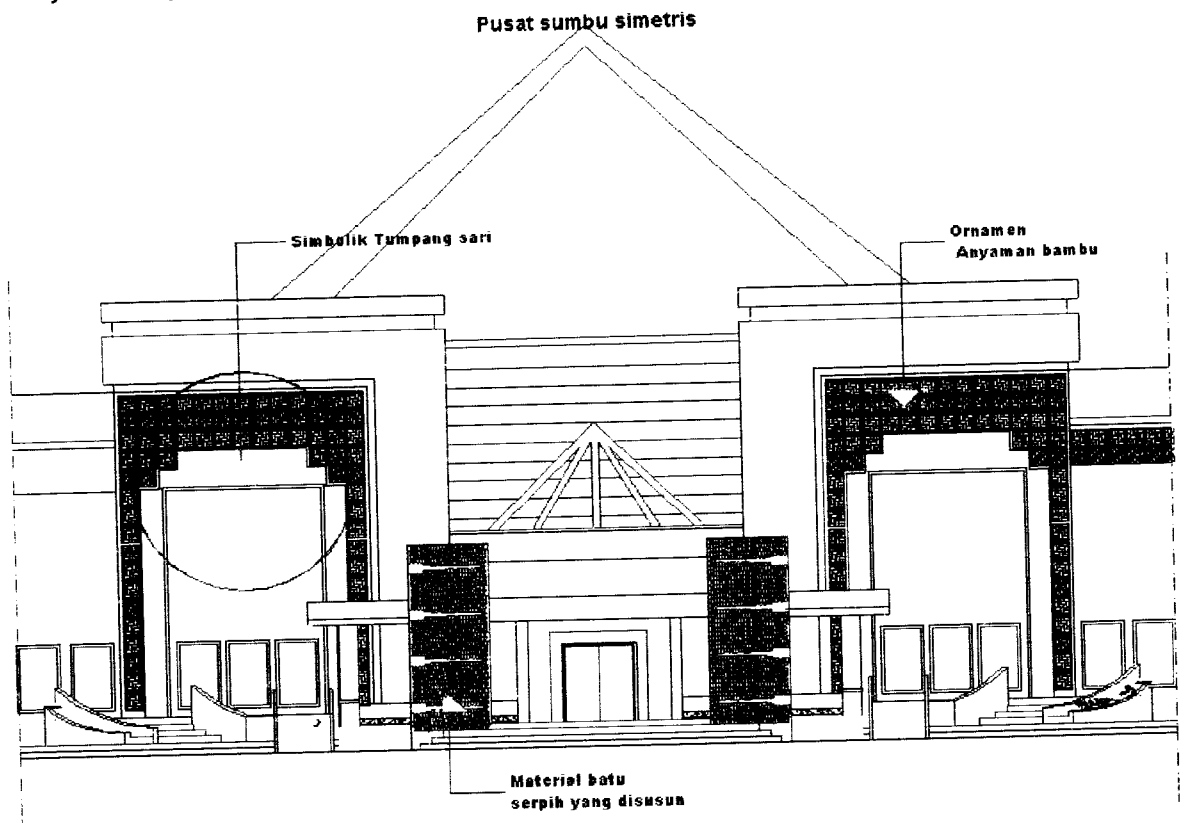 Pusat sumbu simetris
Simbolik Tumpang sari
Ornamen
Anyaman bambu
Material batu
serpih yang disusun